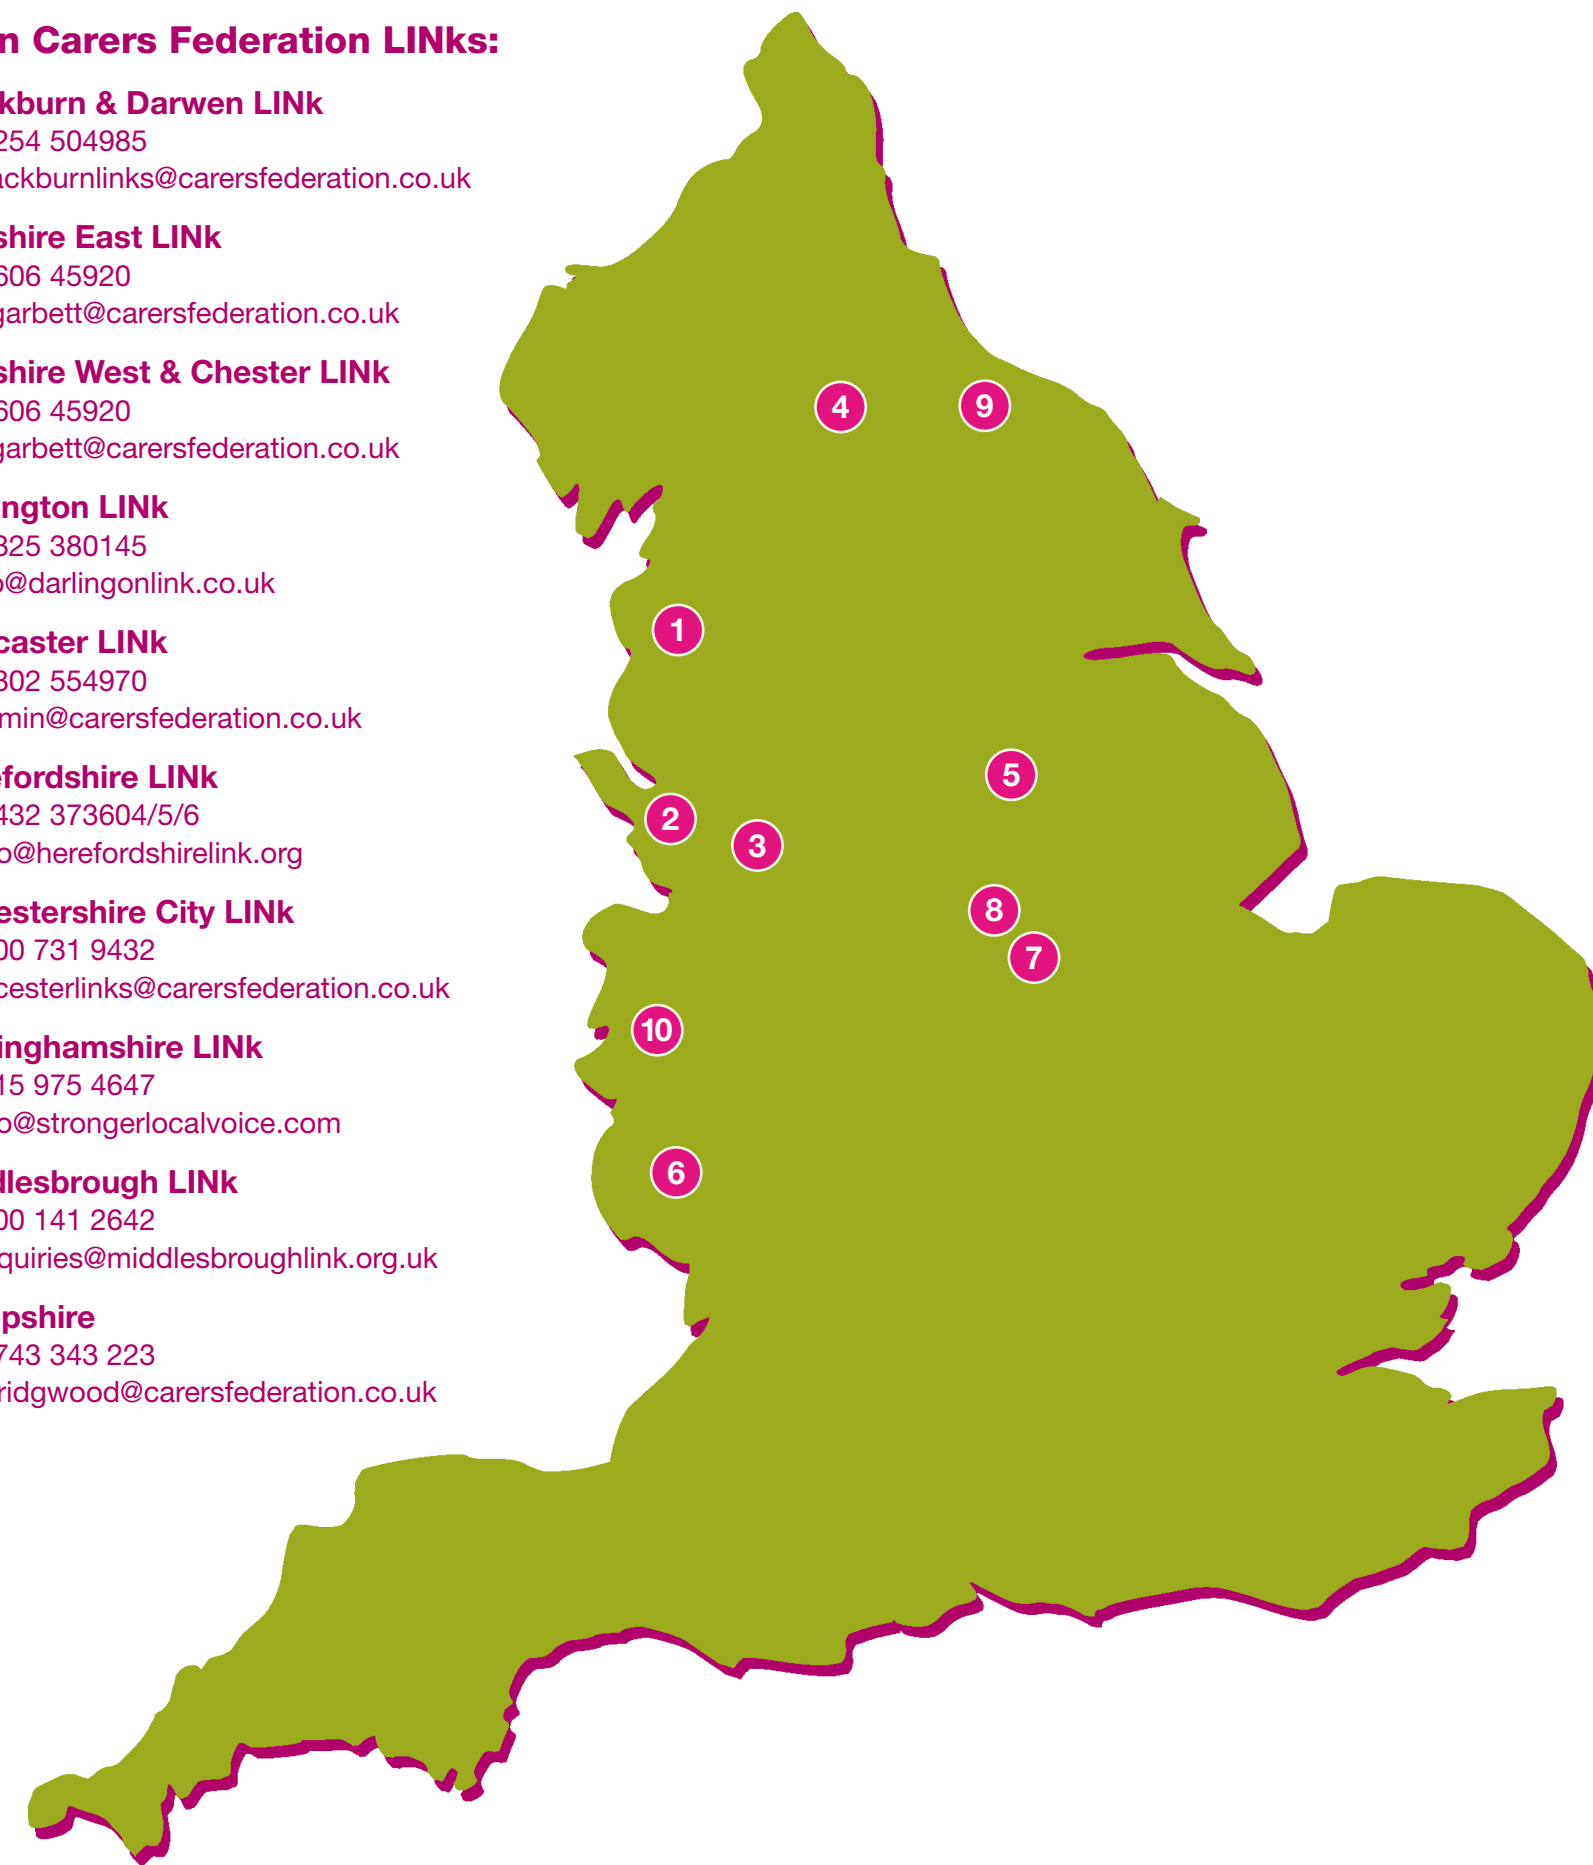 n Carers Federation LINks:
kburn & Darwen LINk
254 504985
ackburnlinks@carersfederation.co.uk
shire East LINk
606 45920
garbett@carersfederation.co.uk
shire West & Chester LINk
606 45920
garbett@carersfederation.co.uk
ington LINk
325 380145
o@darlingonlink.co.uk
caster LINk
302 554970
min@carersfederation.co.uk
efordshire LINk
432 373604/5/6
o@herefordshirelink.org
estershire City LINk
00 731 9432
cesterlinks@carersfederation.co.uk
inghamshire LINk
15 975 4647
o@strongerlocalvoice.com
dlesbrough LINk
00 141 2642
quiries@middlesbroughlink.org.uk
pshire
743 343 223
ridgwood@carersfederation.co.uk
4 9
1
5
2
3
8
7
10
6